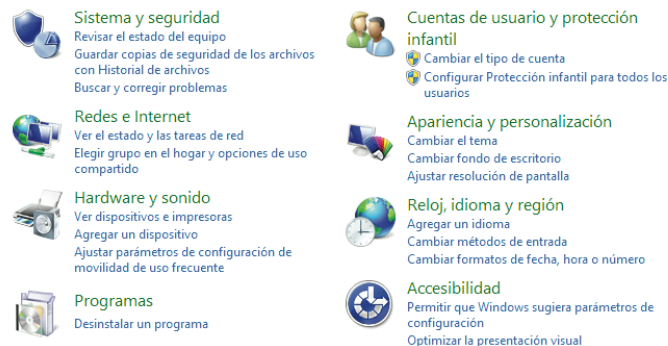 Sistema y seguridad
Revisar el estado del equipo
Guardar copias de seguridad de los archivos
con Historial de archivos
Buscar y corregir problemas
Redes e Internet
Ver el estado y las tareas de red
Elegir grupo en el hogar y opciones de uso
compartido
Hardware y sonido
Ver dispositivos e impresoras
Agregar un dispositivo
Ajustar parámetros de configuración de
movilidad de uso frecuente
Programas
Desinstalar un programa
Cuentas de usuario y protección
infantil
Cambiar el tipo de cuenta
Configurar Protección infantil para todos los
usuarios
Apariencia y personalización
Cambiar el tema
Cambiar fondo de escritorio
Ajustar resolución de pantalla
Reloj, idioma y región
Agregar un idioma
Cambiar métodos de entrada
Cambiar formatos de fecha, hora o número
Accesibilidad
Permitir que Windows sugiera parámetros de
configuración
Optimizar la presentación visual